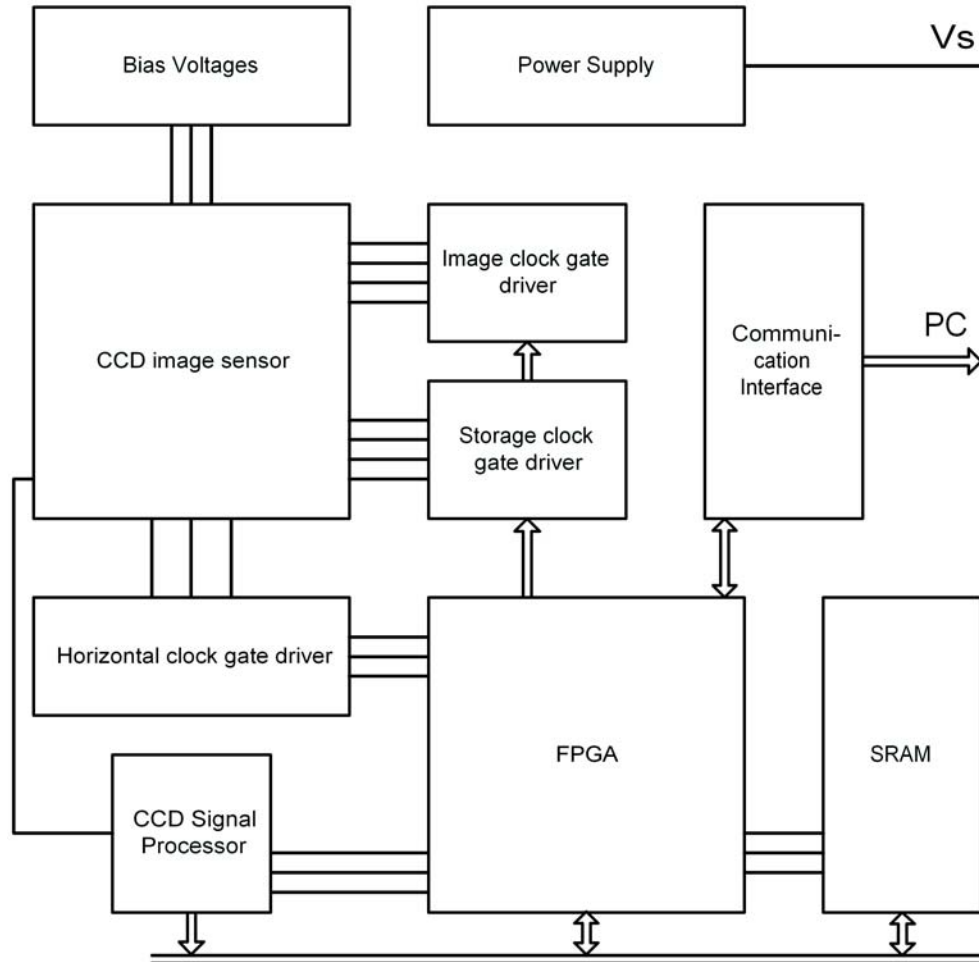 Bias Voltages
Power Supply
Vs
Image clock gate
driver
CCD image sensor
Communi-
cation
Interface
PC
Storage clock
gate driver
Horizontal clock gate driver
FPGA
SRAM
CCD Signal
Processor